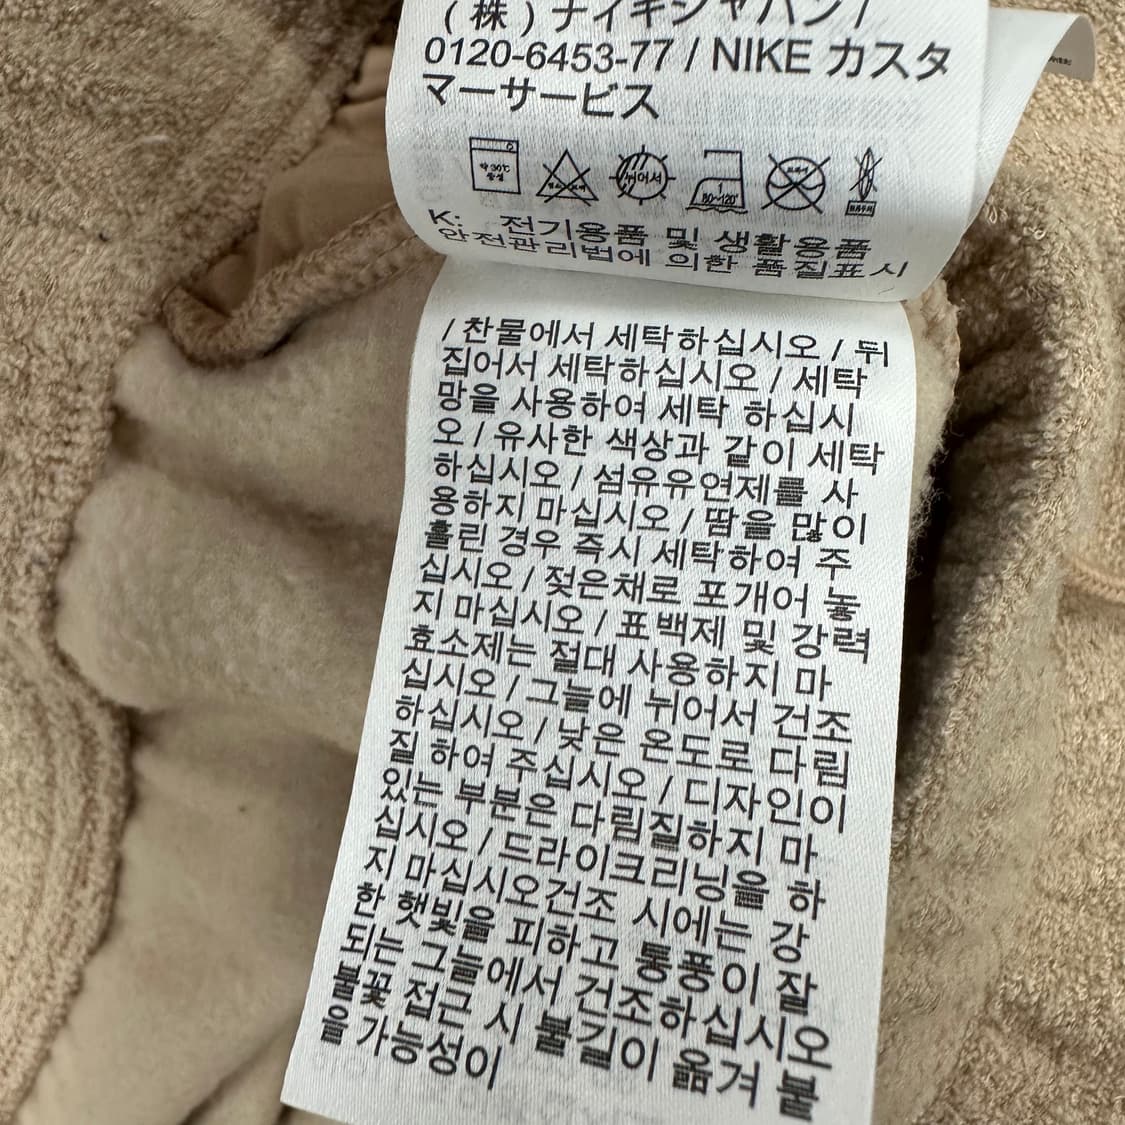 (株)ナイキジャパン /
0120-6453-77 / NIKE カスタ
マーサービス
약 30℃
중성
뉘어서
1
80~120°
K: 전기용품 및 생활용품
안전관리법에 의한 품질표시
/ 찬물에서 세탁하십시오 / 뒤
집어서 세탁하십시오 / 세탁
망을 사용하여 세탁 하십시
오 / 유사한 색상과 같이 세탁
하십시오 / 섬유유연제를 사
용하지 마십시오 / 땀을 많이
흘린 경우 즉시 세탁하여 주
십시오 / 젖은채로 포개어 놓
지 마십시오 / 표백제 및 강력
효소제는 절대 사용하지 마
십시오 / 그늘에 뉘어서 건조
하십시오 / 낮은 온도로 다림
질 하여 주십시오 / 디자인이
있는 부분은 다림질하지 마
십시오 / 드라이크리닝을 하
지 마십시오건조 시에는 강
한 햇빛을 피하고 통풍이 잘
되는 그늘에서 건조하십시오
불꽃 접근 시 불길이 옮겨 붙
을 가능성이